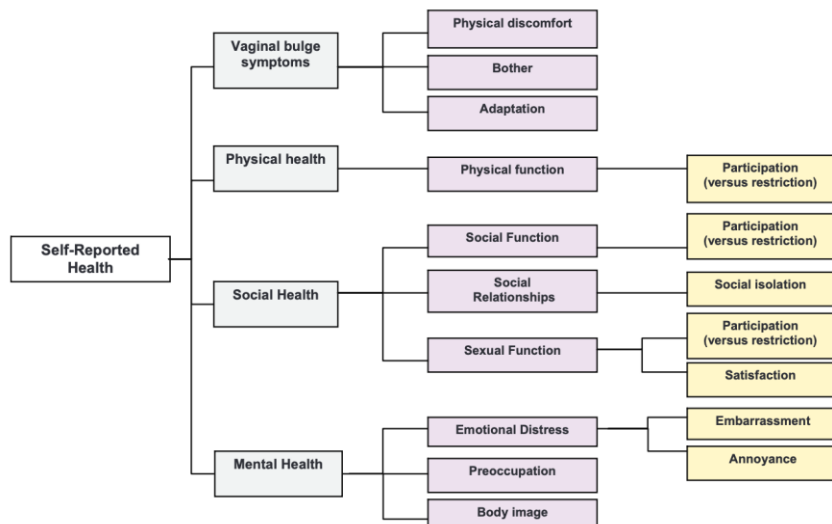 Physical discomfort
Vaginal bulge
symptoms
Bother
Adaptation
Physical health
Physical function
Participation
(versus restriction)
Self-Reported
Health
Social Function
Participation
(versus restriction)
Social Health
Social
Relationships
Social isolation
Sexual Function
Participation
(versus restriction)
Satisfaction
Mental Health
Emotional Distress
Embarrassment
Annoyance
Preoccupation
Body image